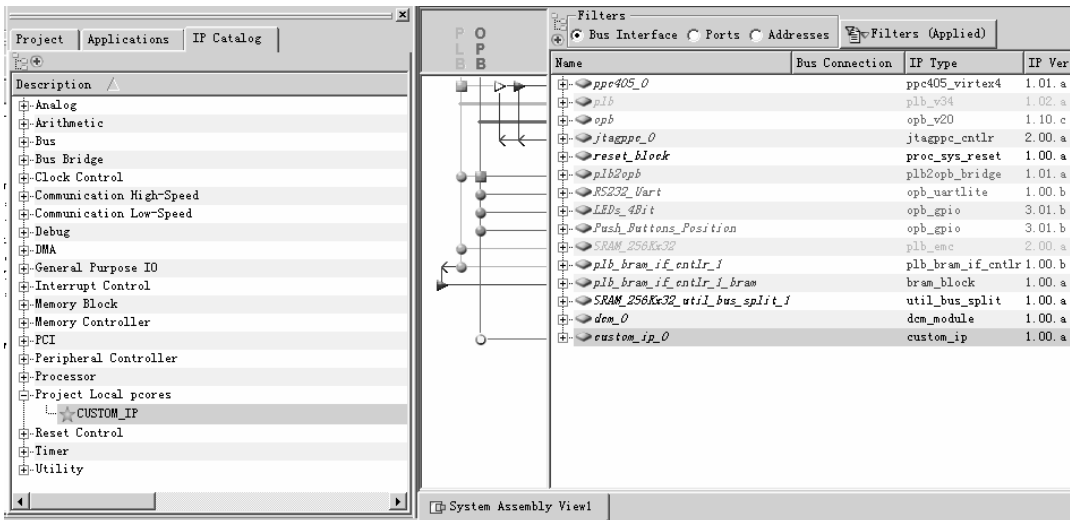 Project Applications IP Catalog
Description
Analog
Arithmetic
Bus
Bus Bridge
Clock Control
Communication High-Speed
Communication Low-Speed
Debug
DMA
General Purpose IO
Interrupt Control
Memory Block
Memory Controller
PCI
Peripheral Controller
Processor
Project Local pcores
CUSTOM_IP
Reset Control
Timer
Utility
P O
L P
B B
Filters
Bus Interface Ports Addresses Filters (Applied)
Name Bus Connection IP Type IP Ver
ppc405_0 ppc405_virtex4 1.01.a
plb plb_v34 1.02.a
opb opb_v20 1.10.c
jtagppc_0 jtagppc_cntlr 2.00.a
reset_block proc_sys_reset 1.00.a
plb2opb plb2opb_bridge 1.01.a
RS232_Uart opb_uartlite 1.00.b
LEDs_4Bit opb_gpio 3.01.b
Push_Buttons_Position opb_gpio 3.01.b
SRAM_256Kx32 plb_emc 2.00.a
plb_bram_if_cntlr_1 plb_bram_if_cntlr 1.00.b
plb_bram_if_cntlr_1_bram bram_block 1.00.a
SRAM_256Kx32_util_bus_split_1 util_bus_split 1.00.a
dcm_0 dcm_module 1.00.a
custom_ip_0 custom_ip 1.00.a
System Assembly View1